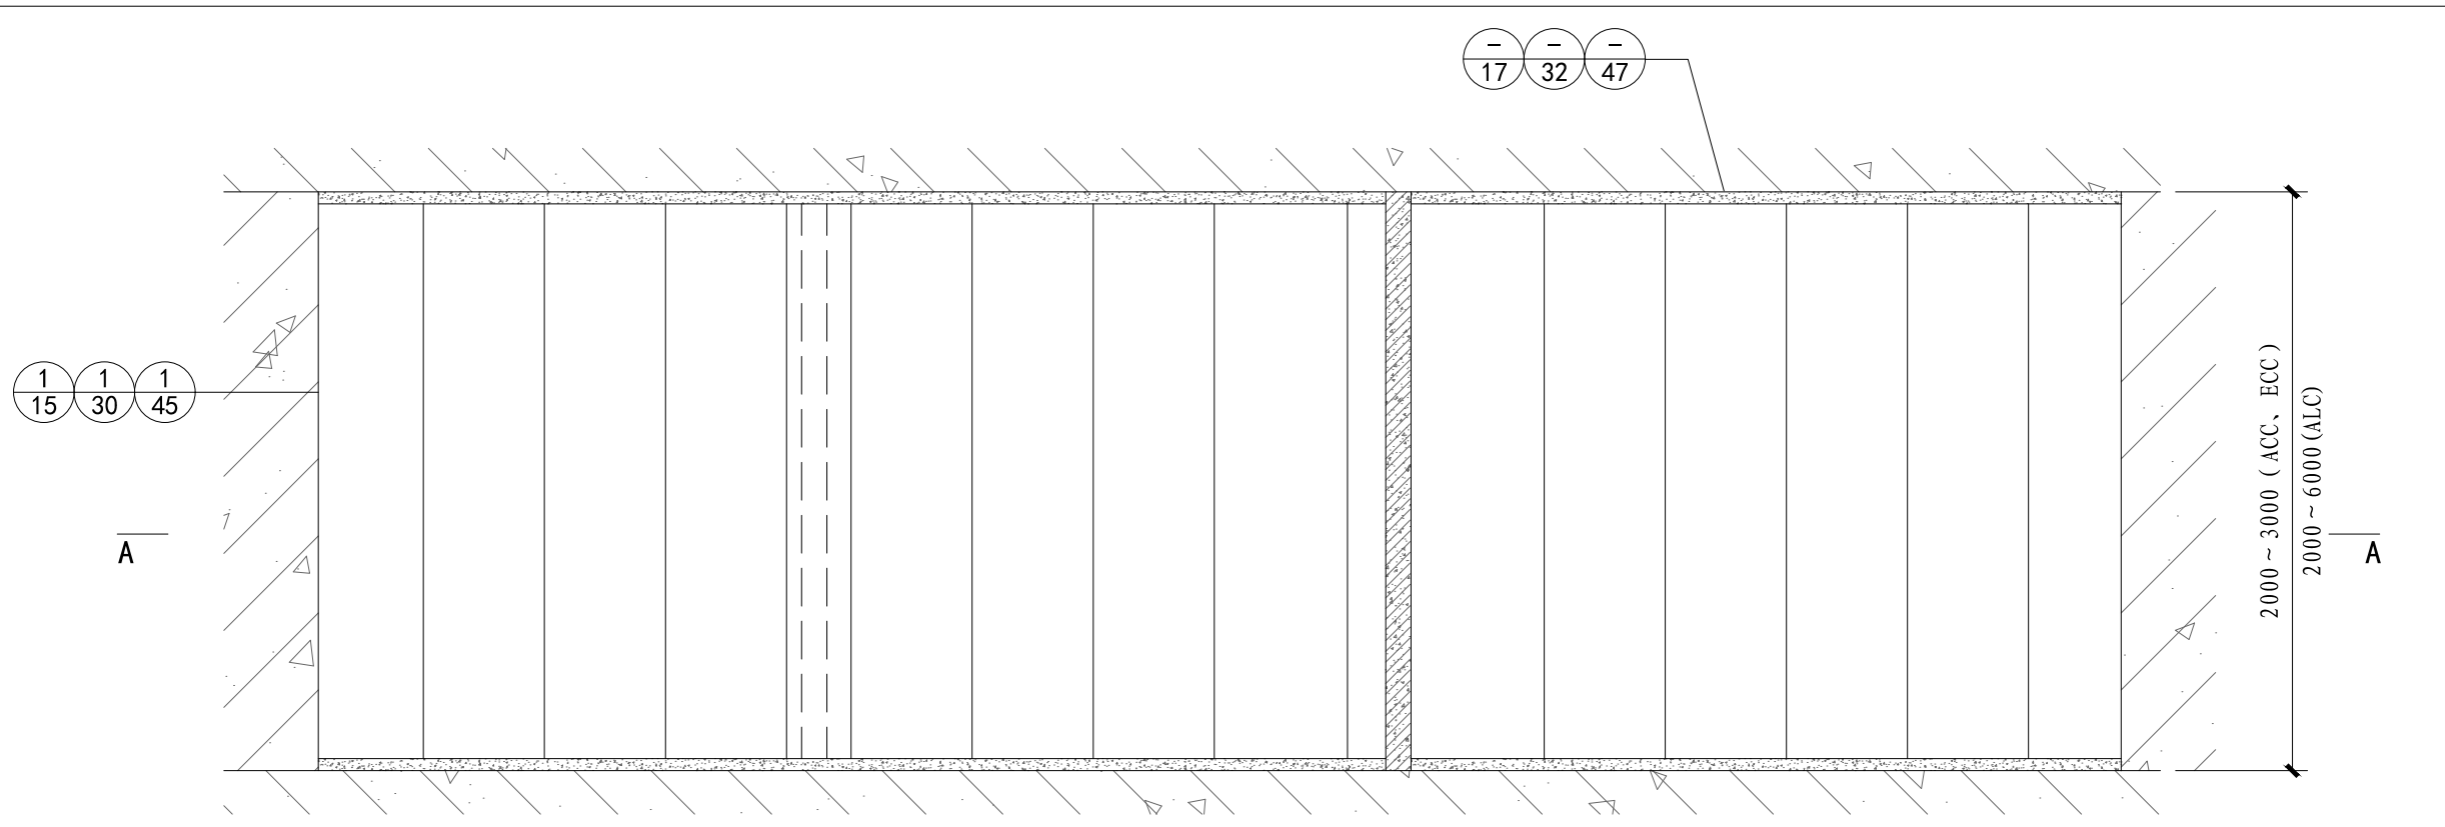 — — —
17 32 47
1 1 1
15 30 45
2000～3000（ACC、ECC）
2000～6000(ALC)
A A